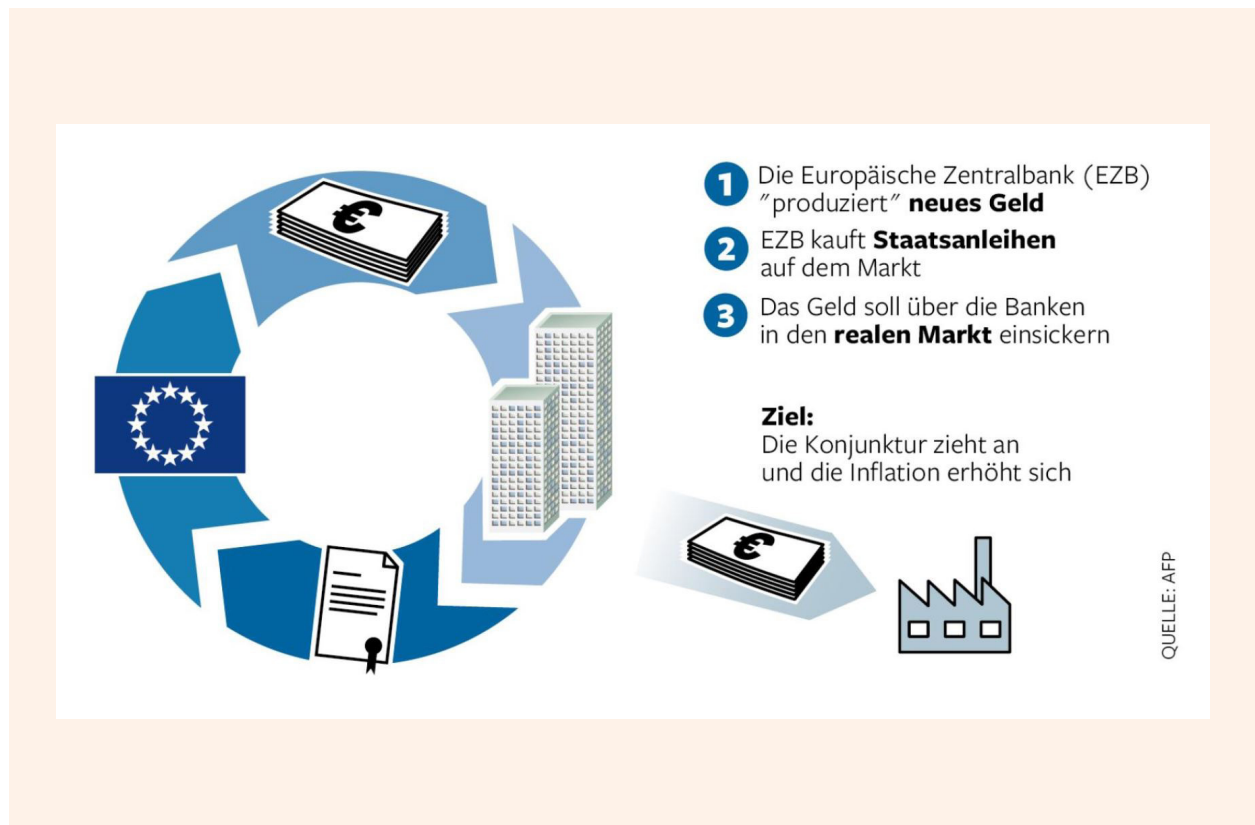 1 Die Europäische Zentralbank (EZB)
"produziert" neues Geld
2 EZB kauft Staatsanleihen
auf dem Markt
3 Das Geld soll über die Banken
in den realen Markt einsickern
Ziel:
Die Konjunktur zieht an
und die Inflation erhöht sich
€
€
QUELLE: AFP